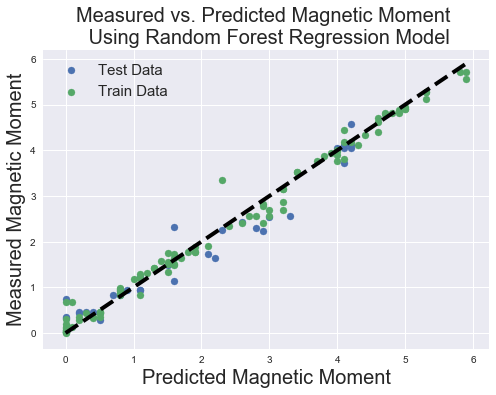 Measured vs. Predicted Magnetic Moment
Using Random Forest Regression Model
Test Data
Train Data
Measured Magnetic Moment
6
5
4
3
2
1
0
0 1 2 3 4 5 6
Predicted Magnetic Moment